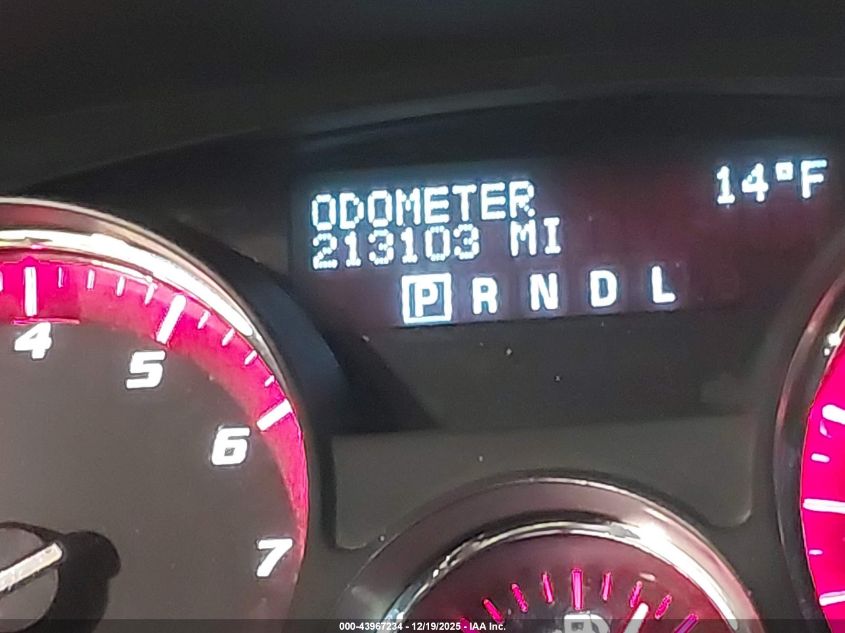 ODOMETER 14°F
213103 MI
P R N D L
4
5
6
7
000-43967234 - 12/19/2025 - IAA Inc.